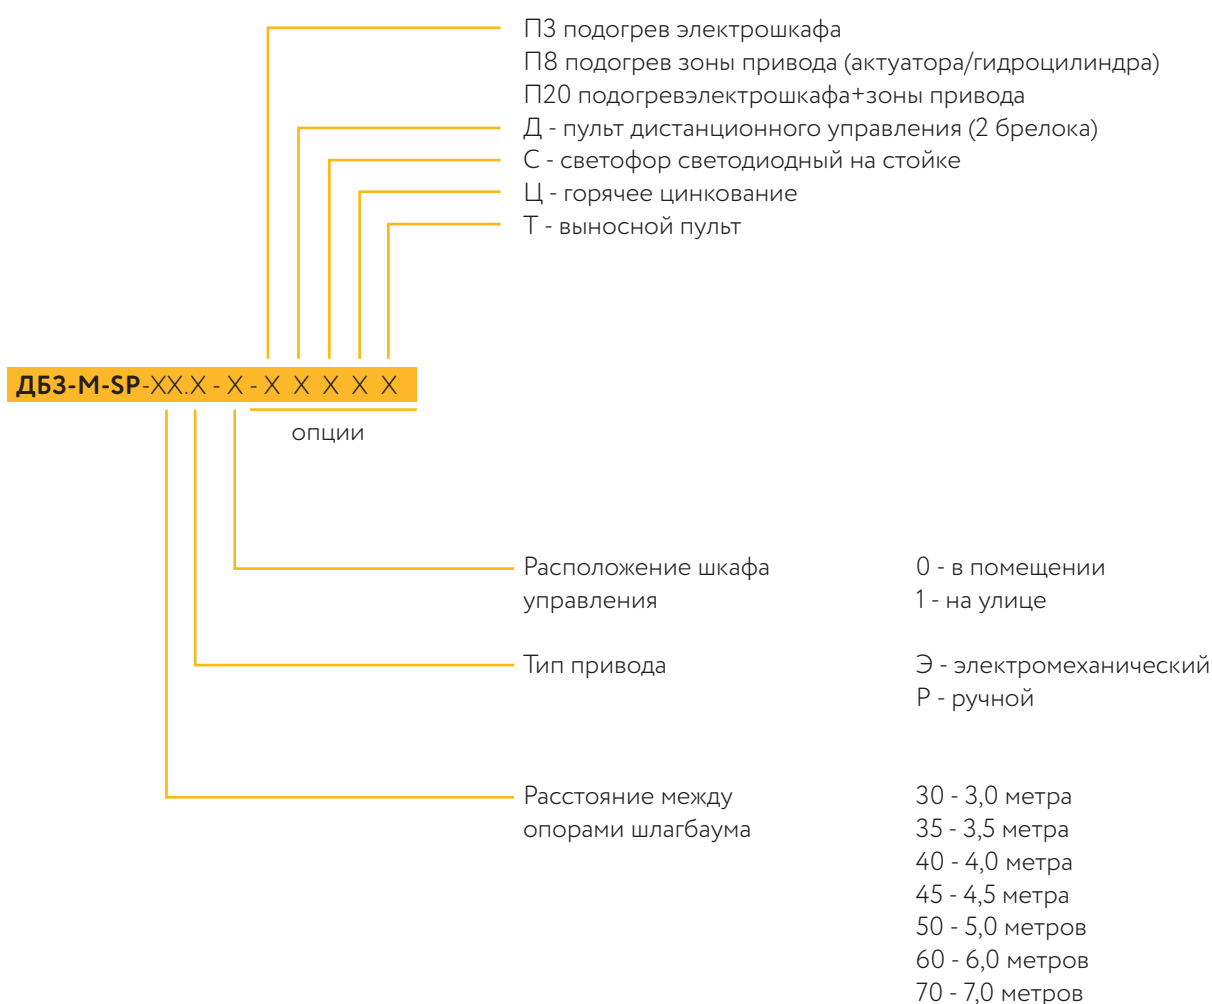 П3 подогрев электрошкафа
П8 подогрев зоны привода (актуатора/гидроцилиндра)
П20 подогревэлектрошкафа+зоны привода
Д - пульт дистанционного управления (2 брелока)
С - светофор светодиодный на стойке
Ц - горячее цинкование
Т - выносной пульт
ДБЗ-М-SP-XX.X - X - X X X X X
опции
Расположение шкафа управления
0 - в помещении
1 - на улице
Тип привода
Э - электромеханический
Р - ручной
Расстояние между
опорами шлагбаума
30 - 3,0 метра
35 - 3,5 метра
40 - 4,0 метра
45 - 4,5 метра
50 - 5,0 метров
60 - 6,0 метров
70 - 7,0 метров